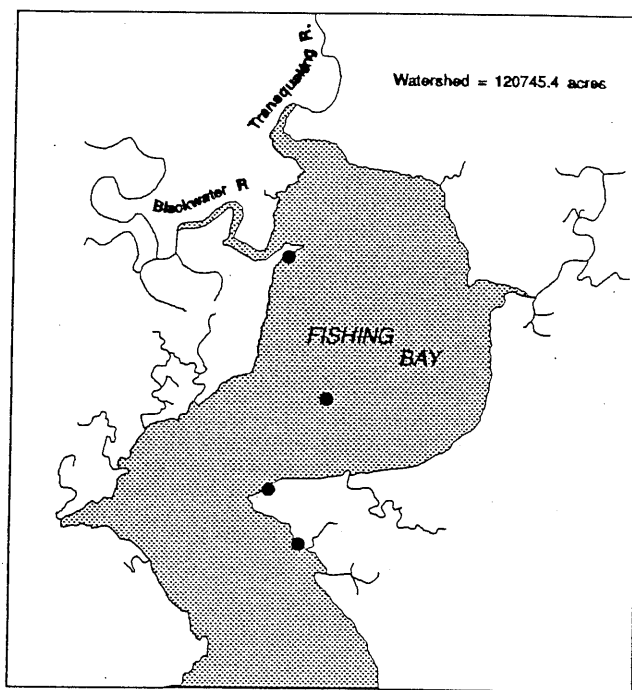 Transquaking R.
Watershed = 120745.4 acres
Blackwater R
FISHING
BAY